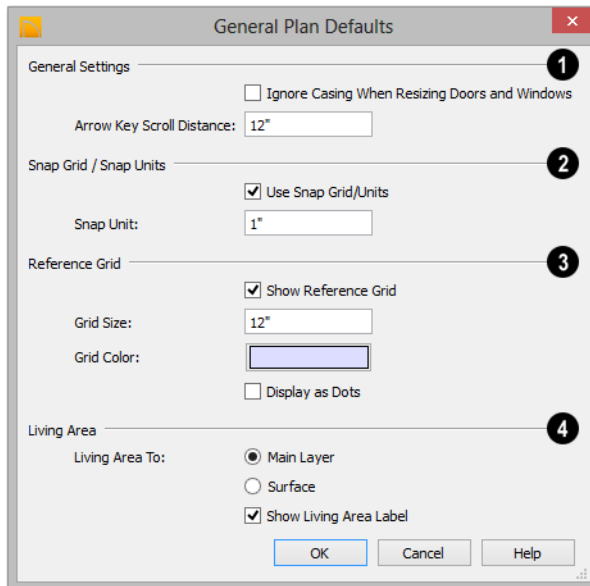 General Plan Defaults
General Settings 1
Ignore Casing When Resizing Doors and Windows
Arrow Key Scroll Distance: 12"
Snap Grid / Snap Units 2
Use Snap Grid/Units
Snap Unit: 1"
Reference Grid 3
Show Reference Grid
Grid Size: 12"
Grid Color:
Display as Dots
Living Area 4
Living Area To: Main Layer
Surface
Show Living Area Label
OK Cancel Help